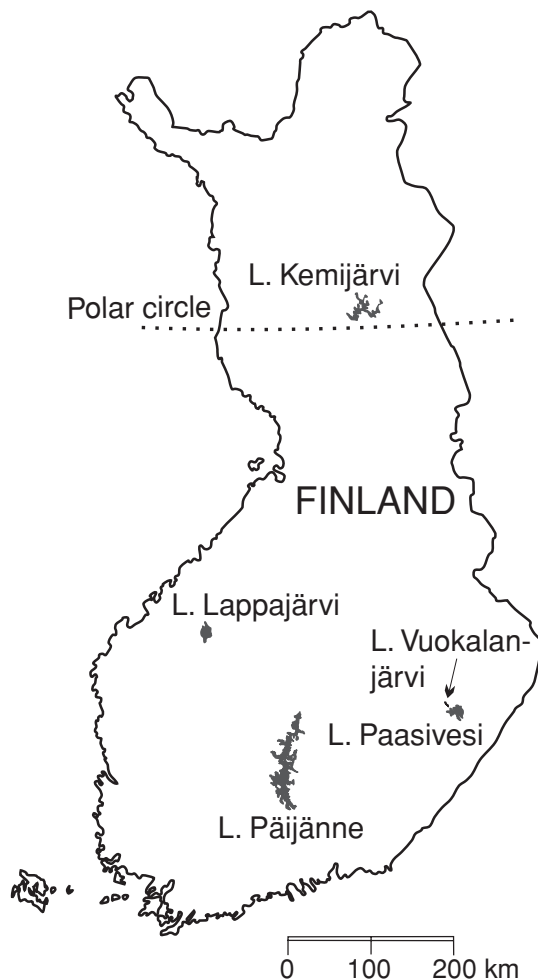 L. Kemijärvi
Polar circle
FINLAND
L. Lappajärvi
L. Vuokalan-
järvi
L. Paasivesi
L. Päijänne
0 100 200 km